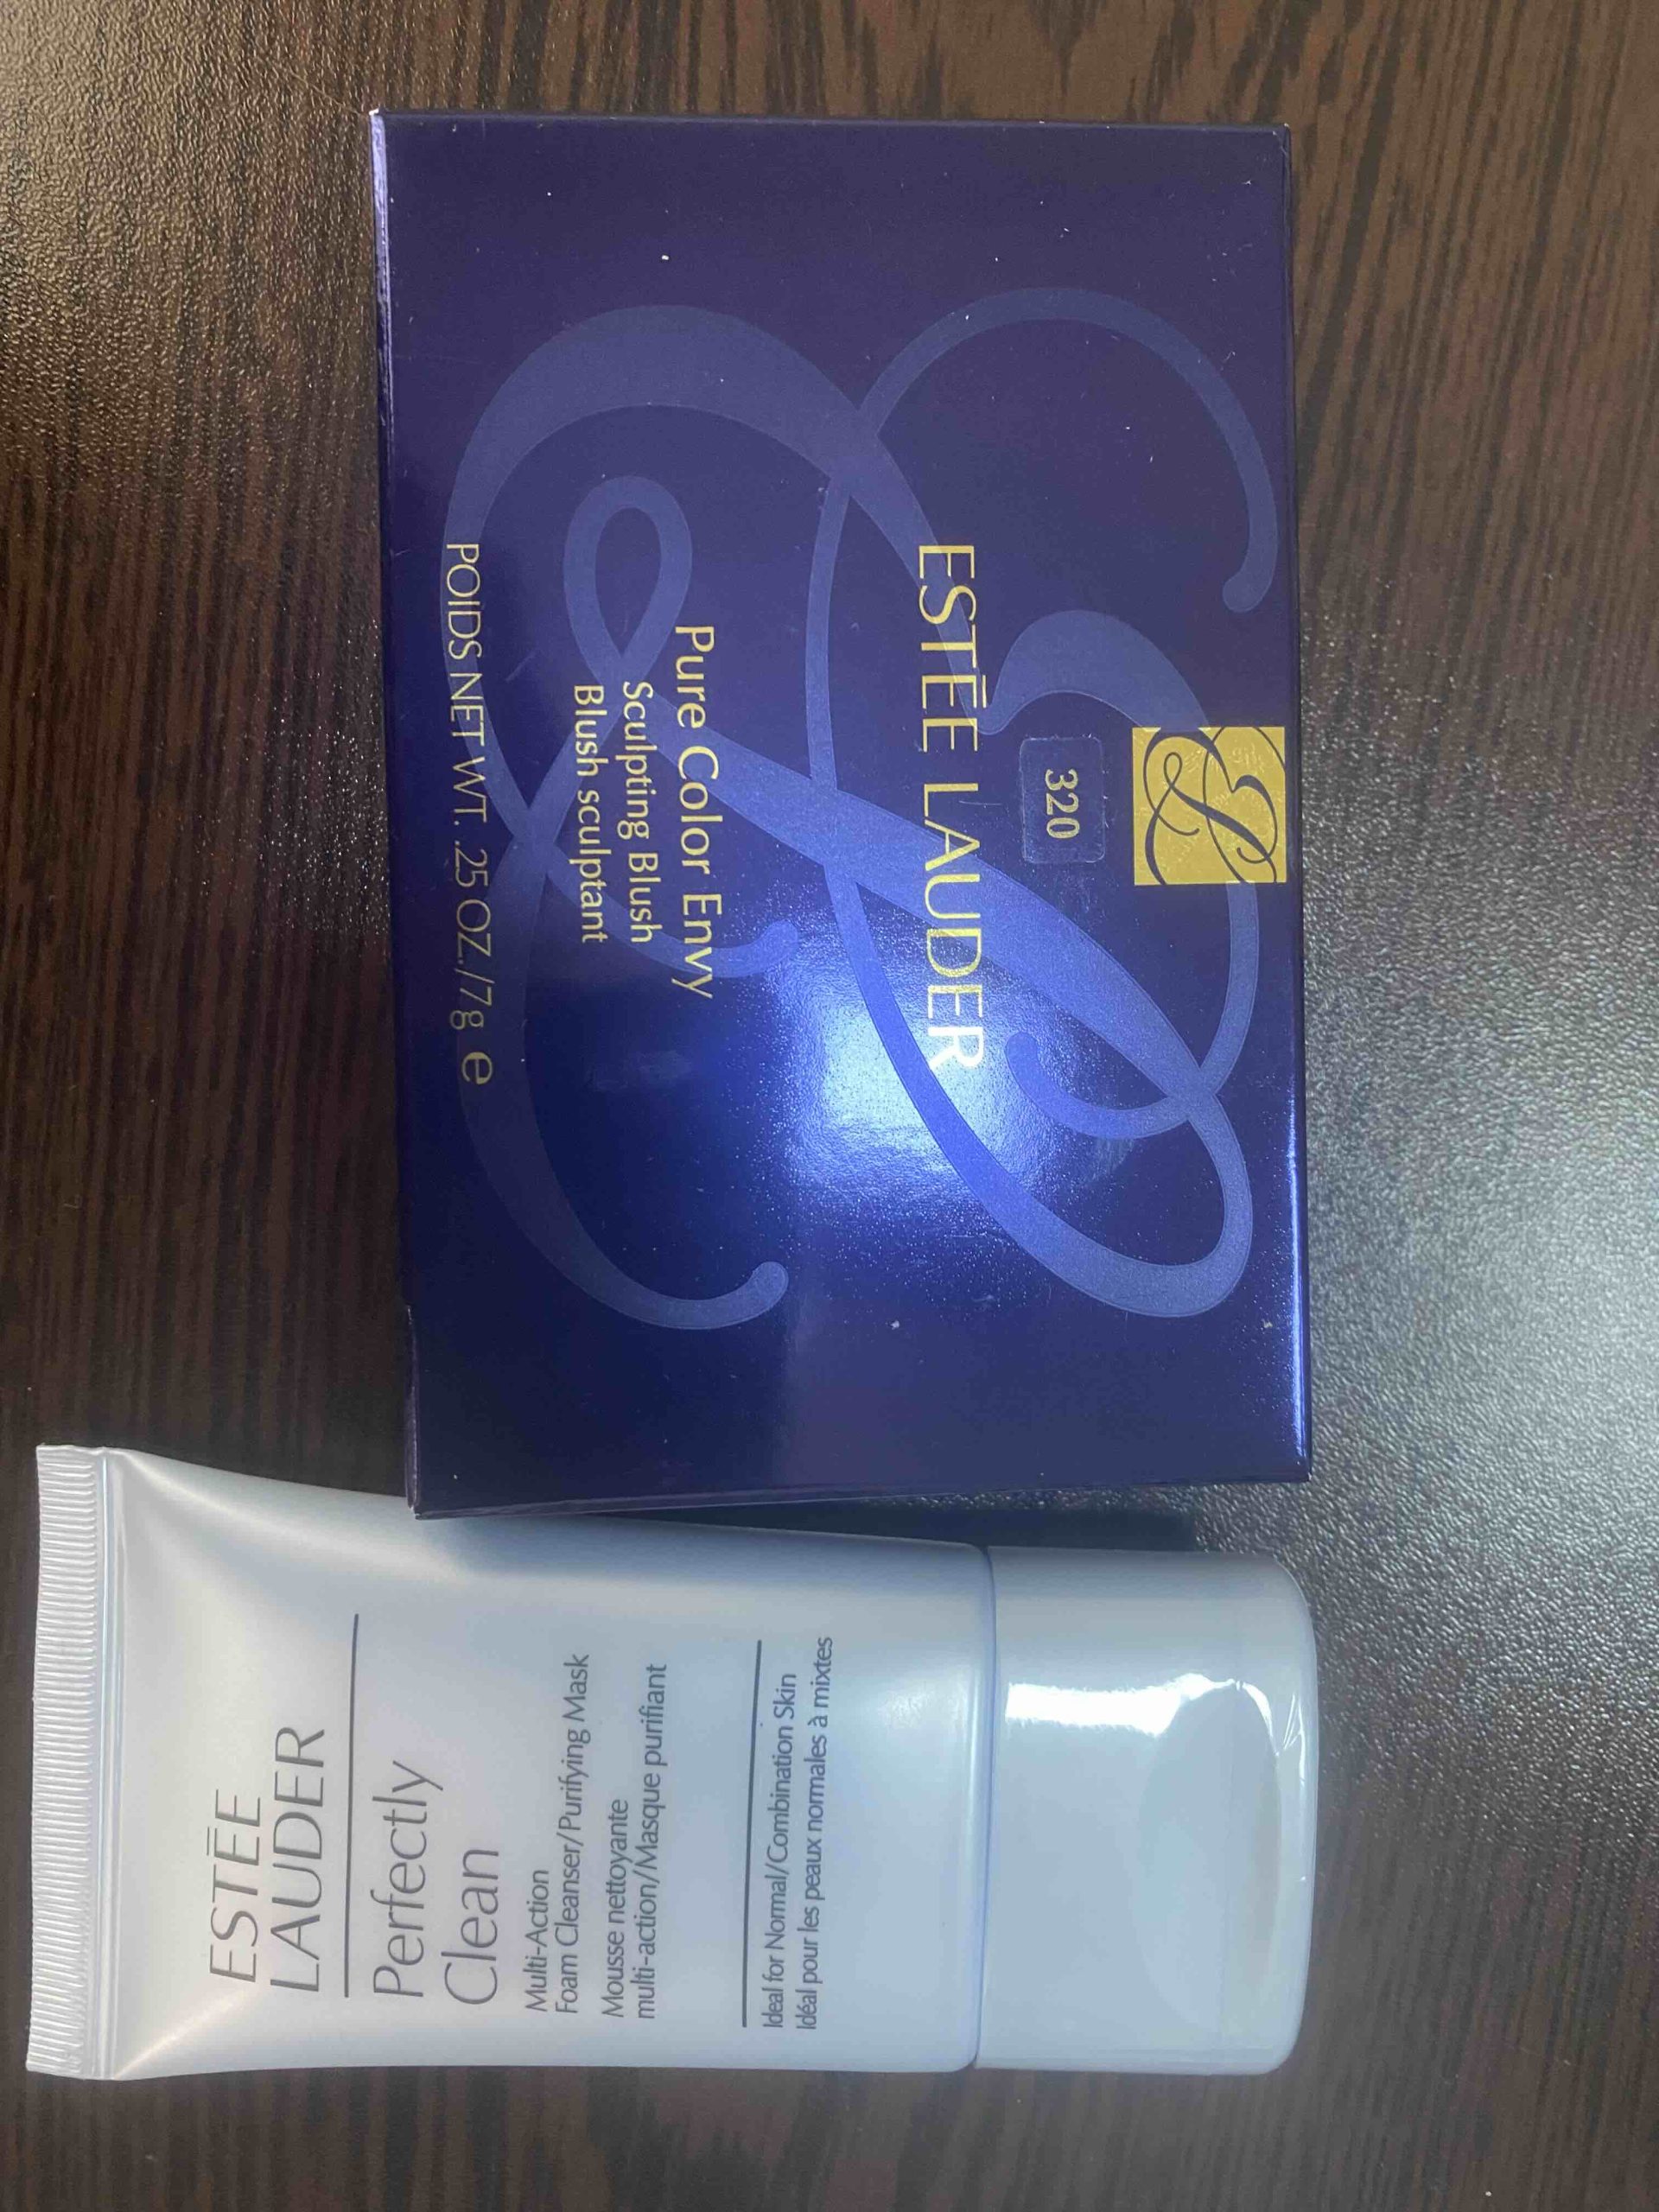 320
ESTĒE LAUDER
Pure Color Envy
Sculpting Blush
Blush sculptant
POIDS NET WT. .25 OZ./7g ℮
ESTĒE
LAUDER
Perfectly
Clean
Multi-Action
Foam Cleanser/Purifying Mask
Mousse nettoyante
multi-action/Masque purifiant
Ideal for Normal/Combination Skin
Idéal pour les peaux normales à mixtes